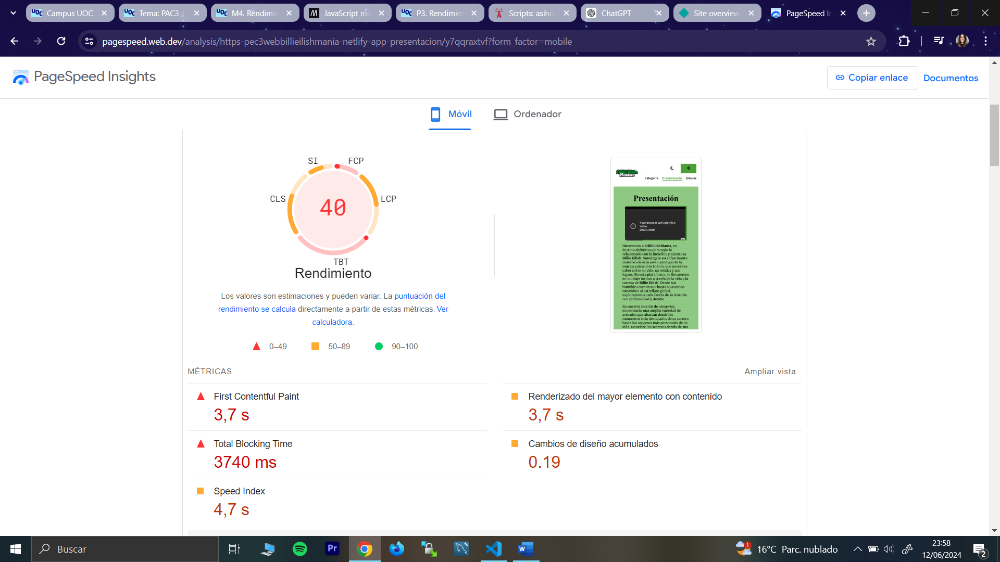 Campus UOC
Tema: PAC3 /
M4. Rendimie
JavaScript mo
P3. Rendimie
Scripts: asínc
ChatGPT
Site overview
PageSpeed In
pagespeed.web.dev/analysis/https-pec3webbillieilishmania-netlify-app-presentacion/y7qqraxtvf?form_factor=mobile
PageSpeed Insights
Copiar enlace
Documentos
Móvil
Ordenador
SI
FCP
CLS
40
LCP
TBT
Rendimiento
Los valores son estimaciones y pueden variar. La puntuación del
rendimiento se calcula directamente a partir de estas métricas. Ver
calculadora.
0–49
50–89
90–100
Mania
Categoría
Presentación
Enlaces
Presentación
Your browser can't play this
video.
Learn more
Bienvenido a BilliEilishManía, tu
destino definitivo para todo lo
relacionado con la increíble y talentosa
Billie Eilish. Sumérgete en el fascinante
universo de esta joven prodigio de la
música y descubre todo lo que necesitas
saber sobre su vida, su música y sus
logros. En esta plataforma, te llevaremos
en un viaje íntimo a través de la vida y la
carrera de Billie Eilish. Desde sus
humildes comienzos hasta su ascenso
meteórico al estrellato global,
exploraremos cada faceta de su historia
con profundidad y detalle.
En nuestra sección de categorías,
encontrarás una amplia variedad de
artículos que abarcan desde los
momentos más destacados de su carrera
hasta los aspectos más personales de su
vida. Descubre los secretos detrás de sus
MÉTRICAS
Ampliar vista
First Contentful Paint
3,7 s
Renderizado del mayor elemento con contenido
3,7 s
Total Blocking Time
3740 ms
Cambios de diseño acumulados
0.19
Speed Index
4,7 s
Buscar
Pr
1
16°C Parc. nublado
23:58
12/06/2024
2